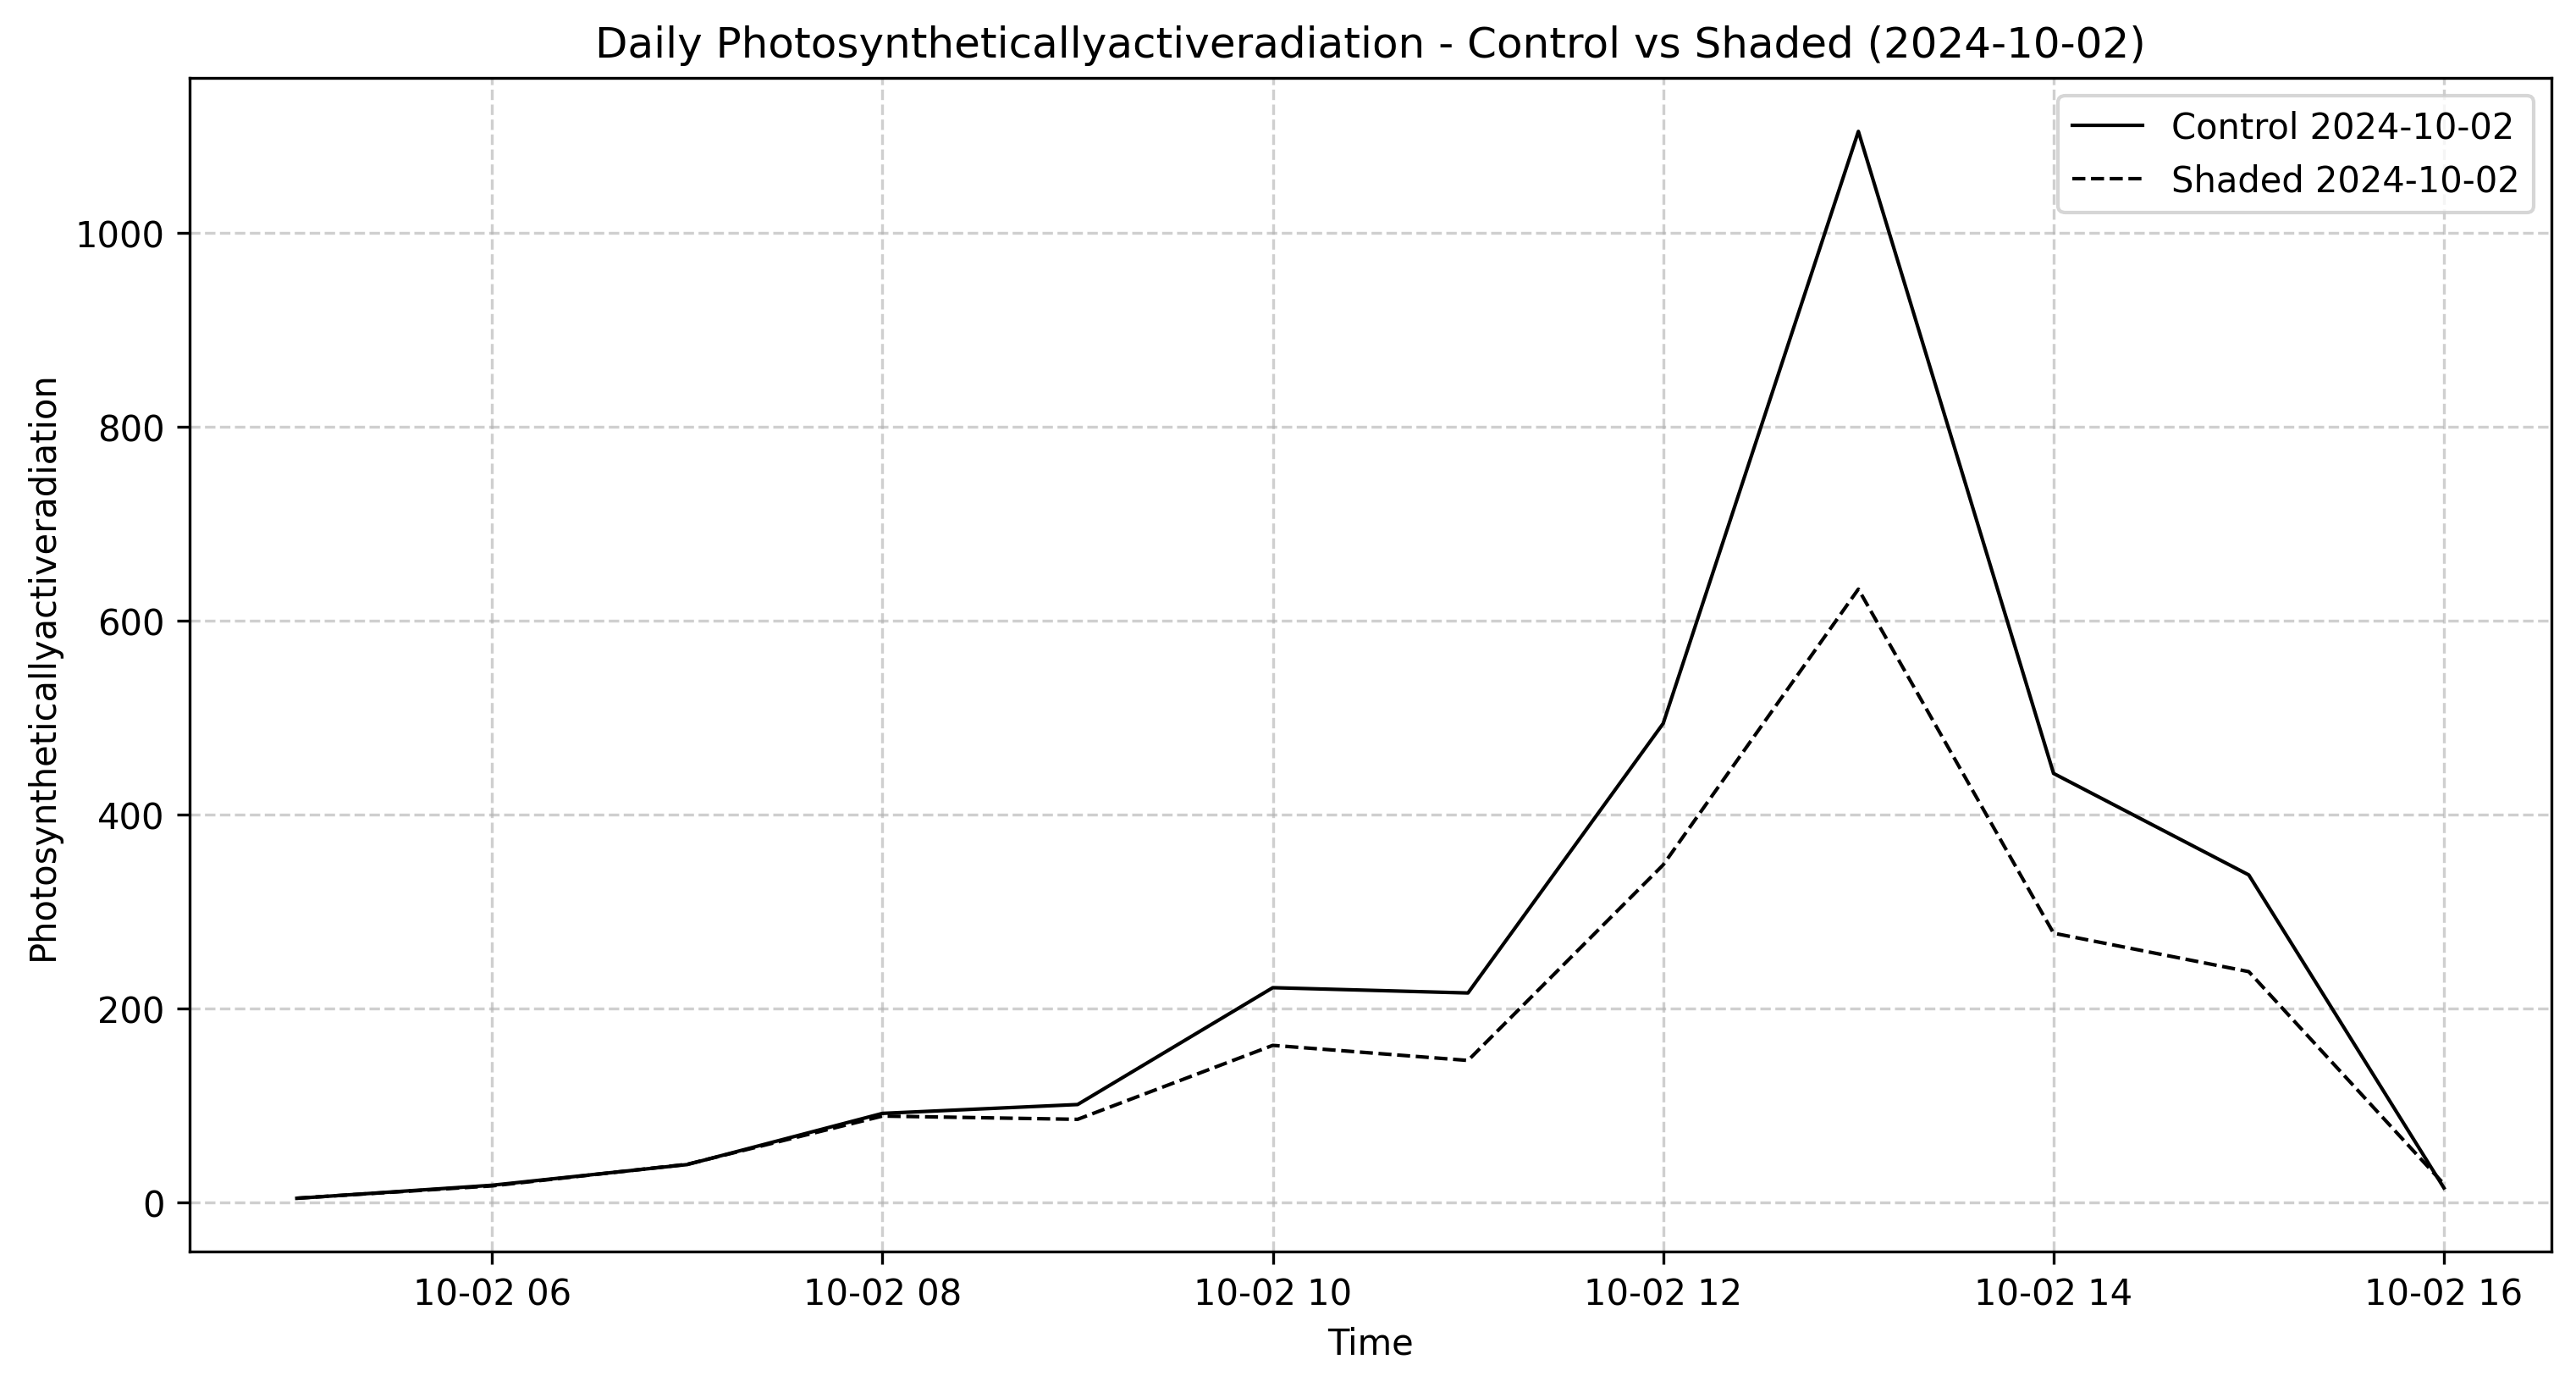 Daily Photosyntheticallyactiveradiation - Control vs Shaded (2024-10-02)
Control 2024-10-02
Shaded 2024-10-02
Photosyntheticallyactiveradiation
1000
800
600
400
200
0
10-02 06
10-02 08
10-02 10
10-02 12
10-02 14
10-02 16
Time